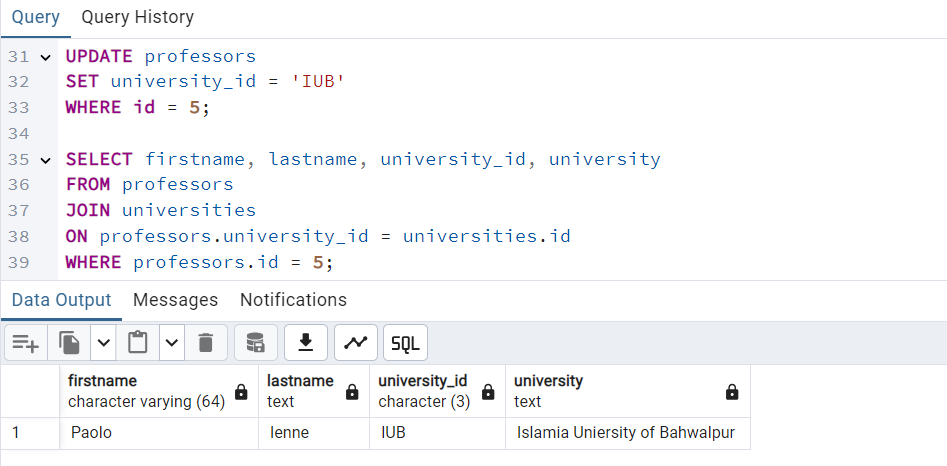 Query Query History
31 UPDATE professors
32 SET university_id = 'IUB'
33 WHERE id = 5;
34
35 SELECT firstname, lastname, university_id, university
36 FROM professors
37 JOIN universities
38 ON professors.university_id = universities.id
39 WHERE professors.id = 5;
Data Output Messages Notifications
SQL
firstname lastname university_id university
character varying (64) text character (3) text
1 Paolo Ienne IUB Islamia Uniersity of Bahwalpur